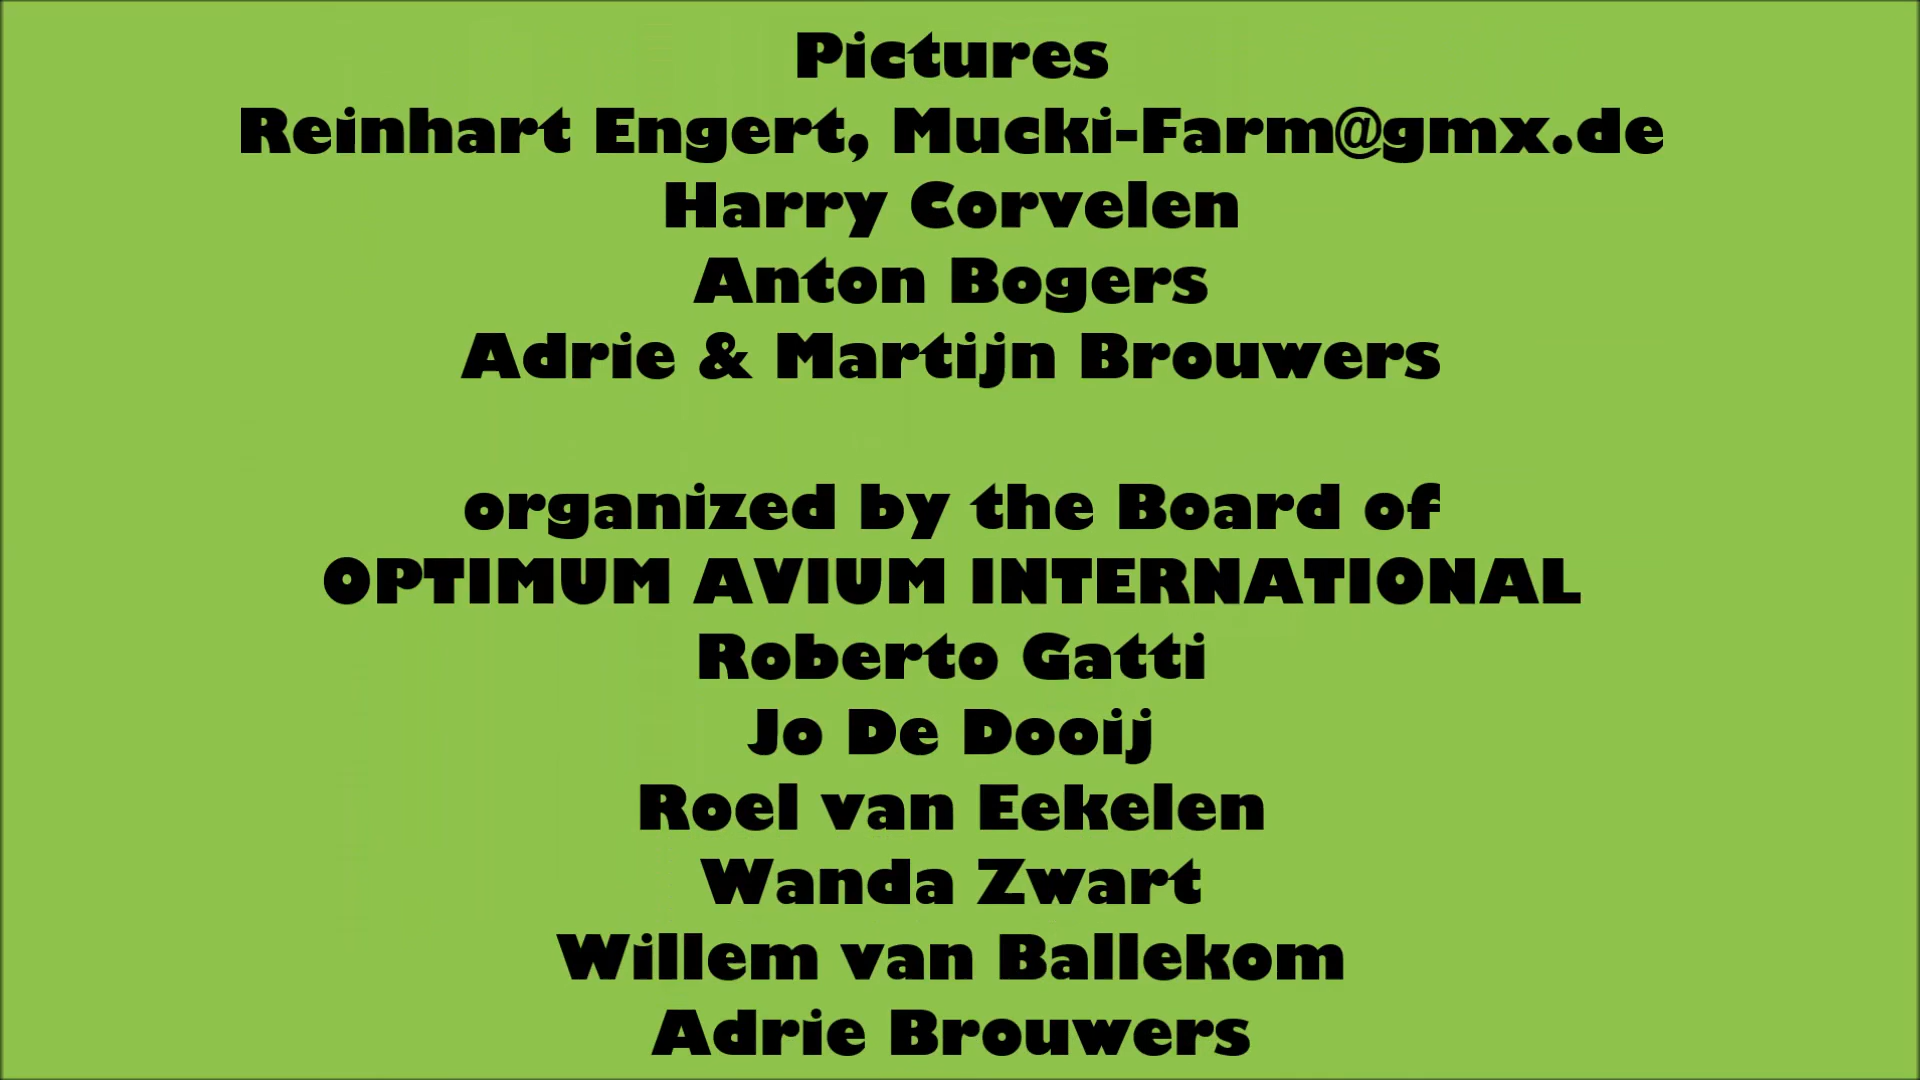 Pictures
Reinhart Engert, Mucki-Farm@gmx.de
Harry Corvelen
Anton Bogers
Adrie & Martijn Brouwers
organized by the Board of
OPTIMUM AVIUM INTERNATIONAL
Roberto Gatti
Jo De Dooij
Roel van Eekelen
Wanda Zwart
Willem van Ballekom
Adrie Brouwers